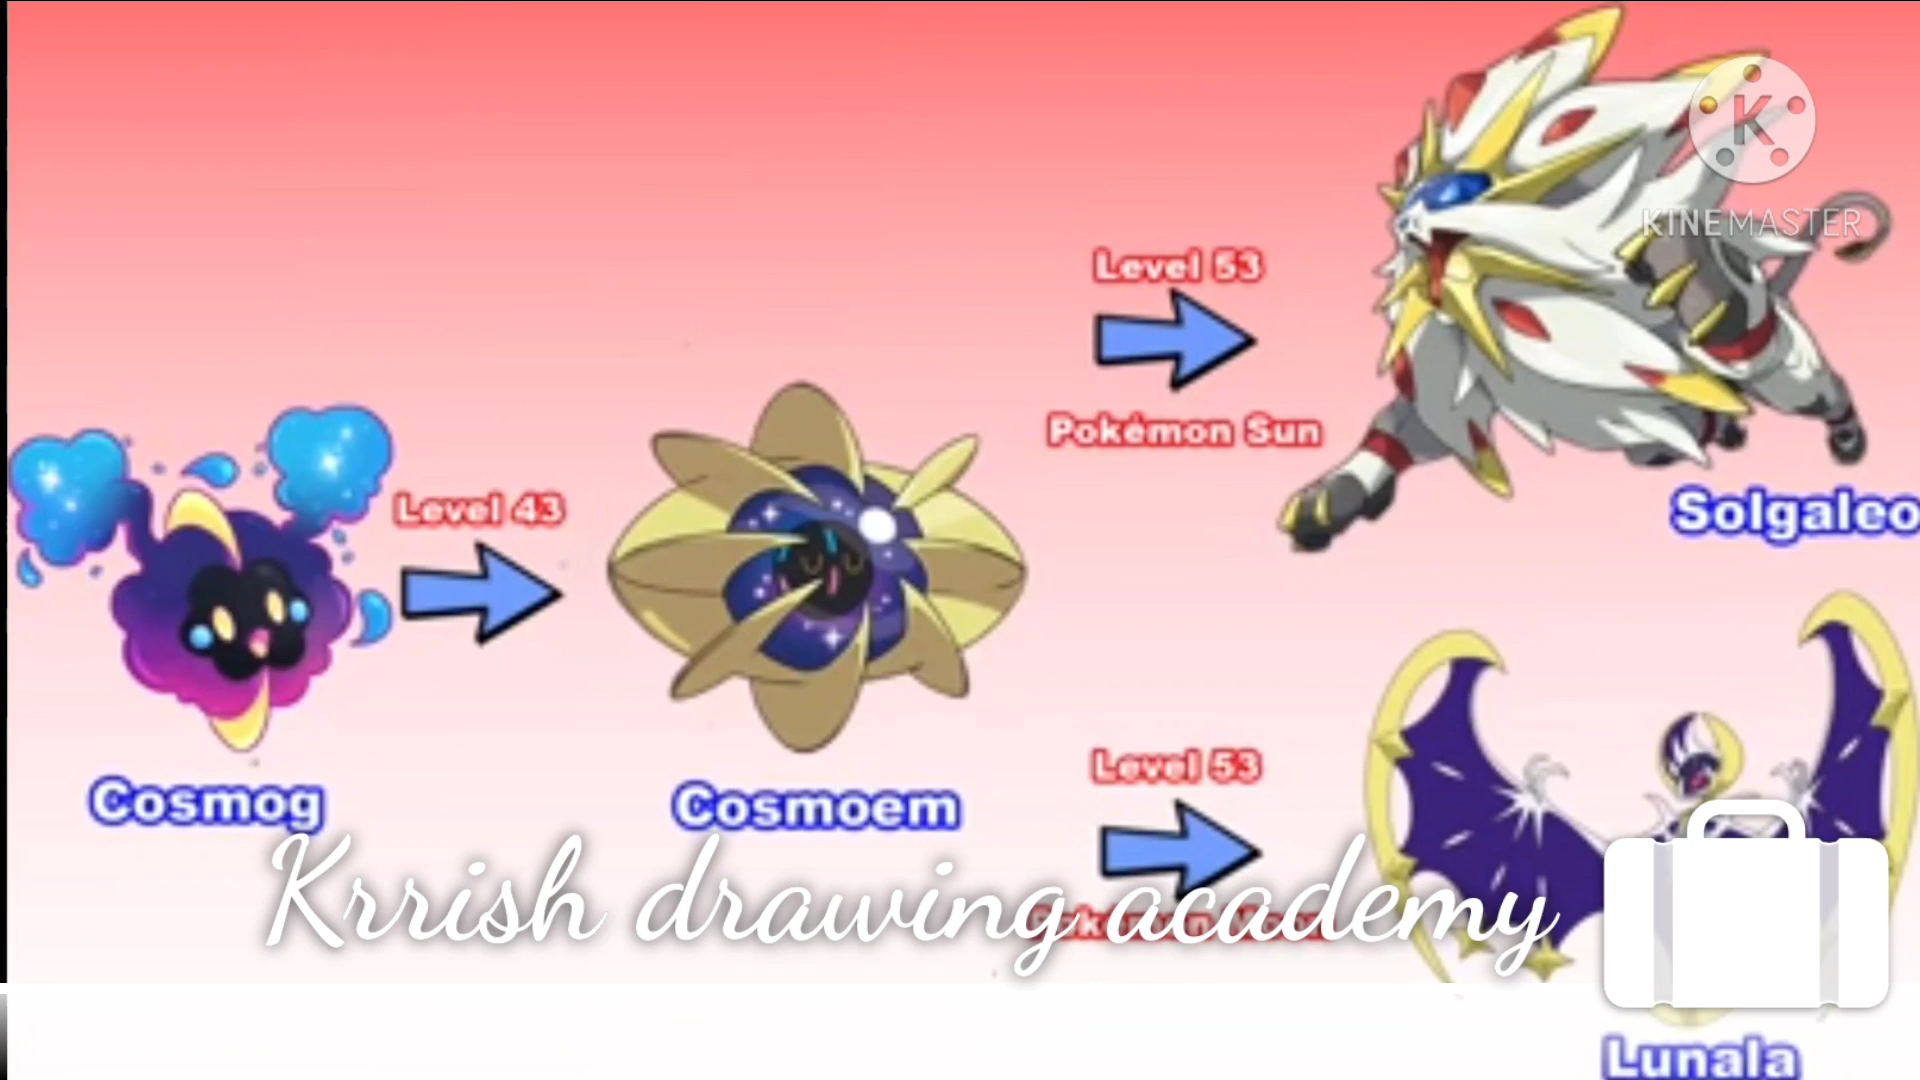 K
KINEMASTER
Level 53
Pokémon Sun
Solgaleo
Level 43
Cosmog
Cosmoem
Level 53
Krrish drawing academy
Lunala